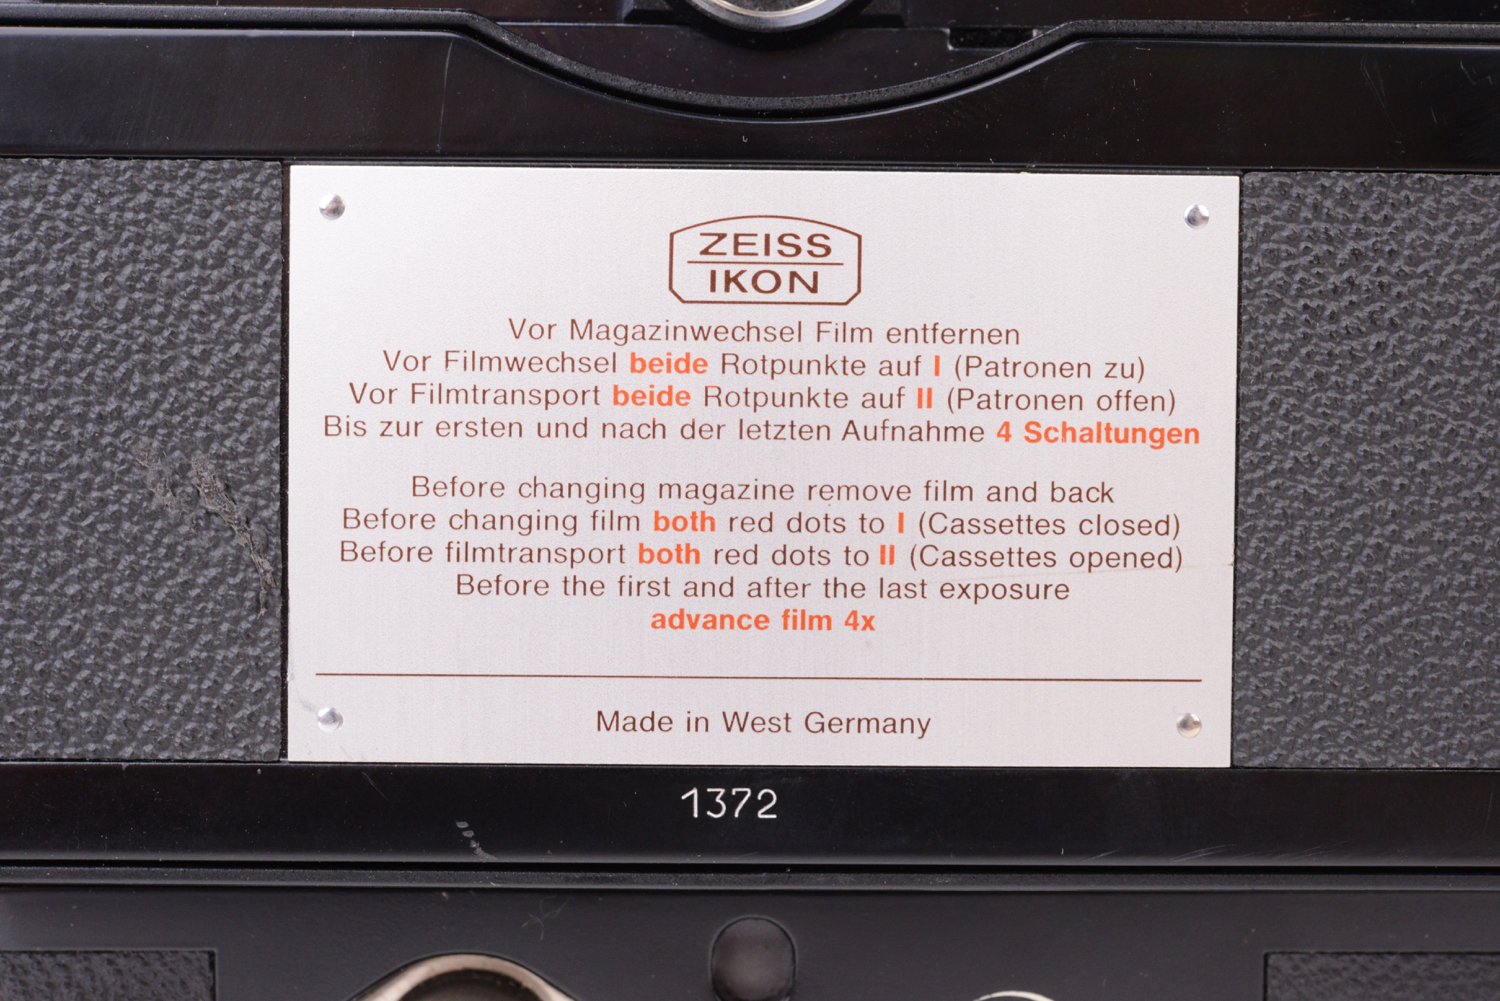 ZEISS
IKON
Vor Magazinwechsel Film entfernen
Vor Filmwechsel beide Rotpunkte auf I (Patronen zu)
Vor Filmtransport beide Rotpunkte auf II (Patronen offen)
Bis zur ersten und nach der letzten Aufnahme 4 Schaltungen
Before changing magazine remove film and back
Before changing film both red dots to I (Cassettes closed)
Before filmtransport both red dots to II (Cassettes opened)
Before the first and after the last exposure
advance film 4x
Made in West Germany
1372